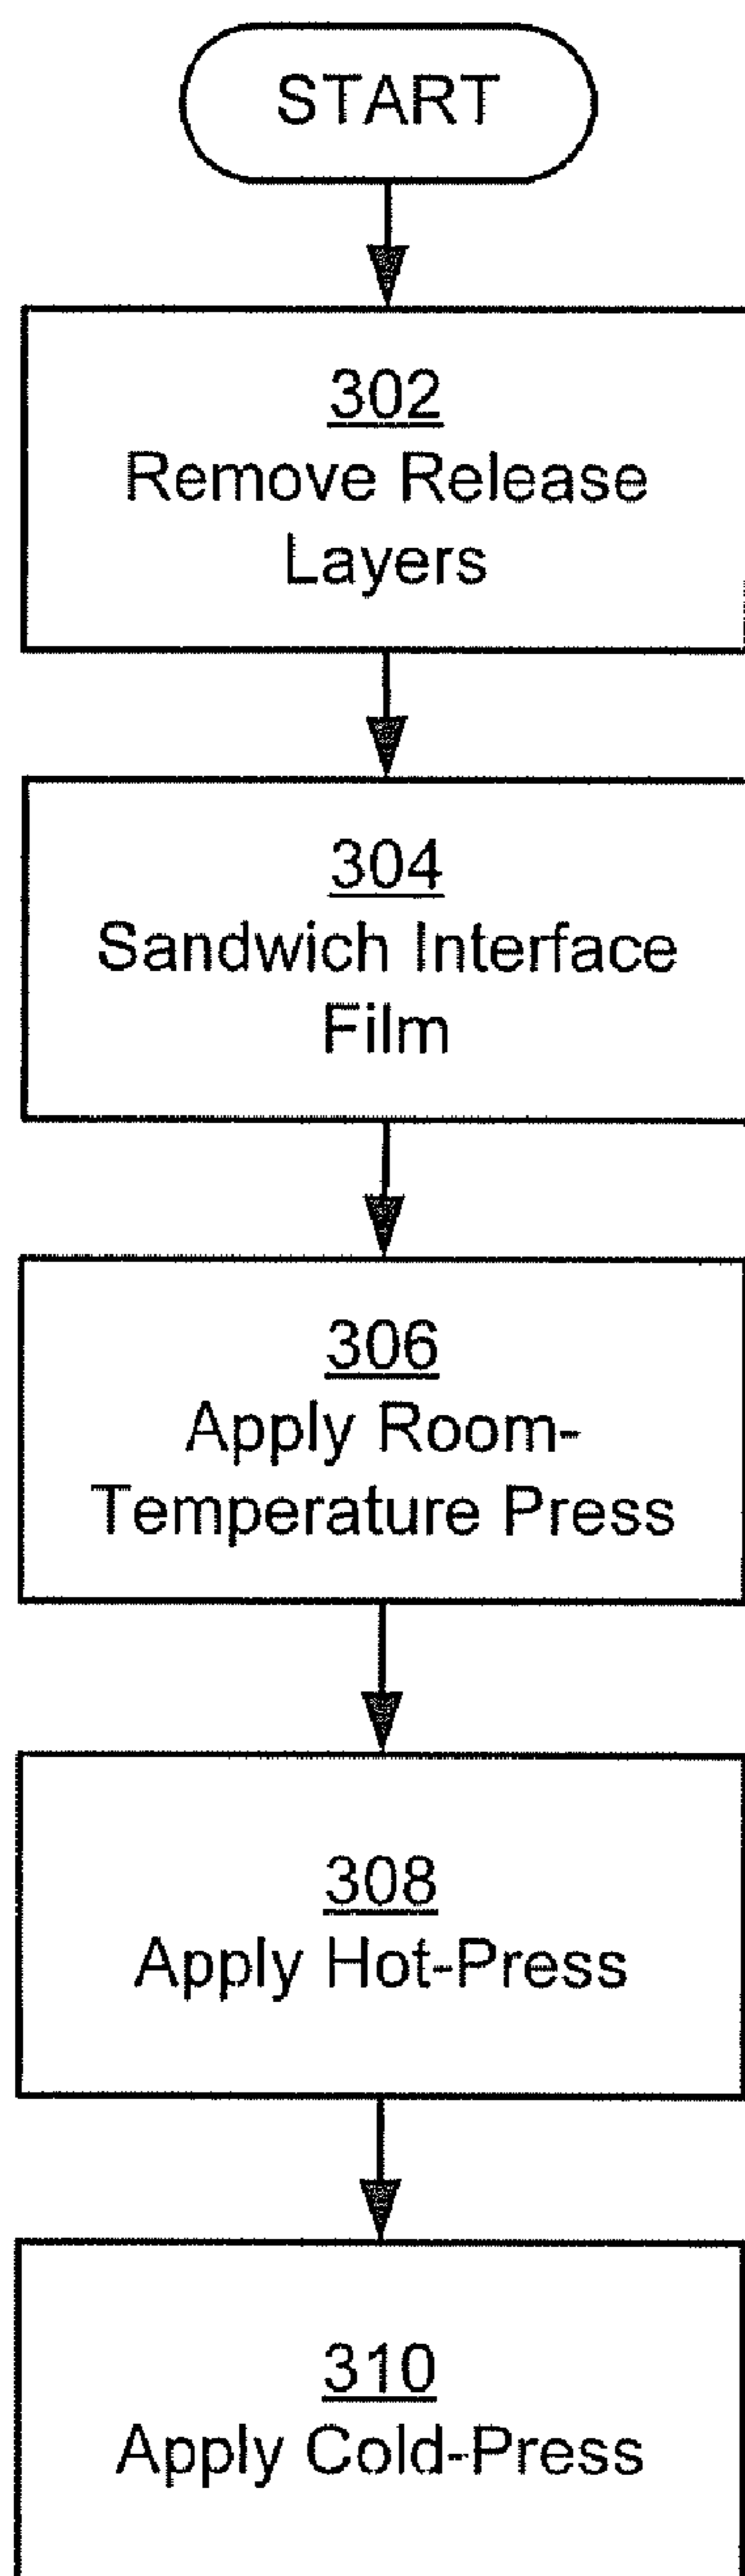 START
302
Remove Release
Layers
304
Sandwich Interface
Film
306
Apply Room-
Temperature Press
308
Apply Hot-Press
310
Apply Cold-Press